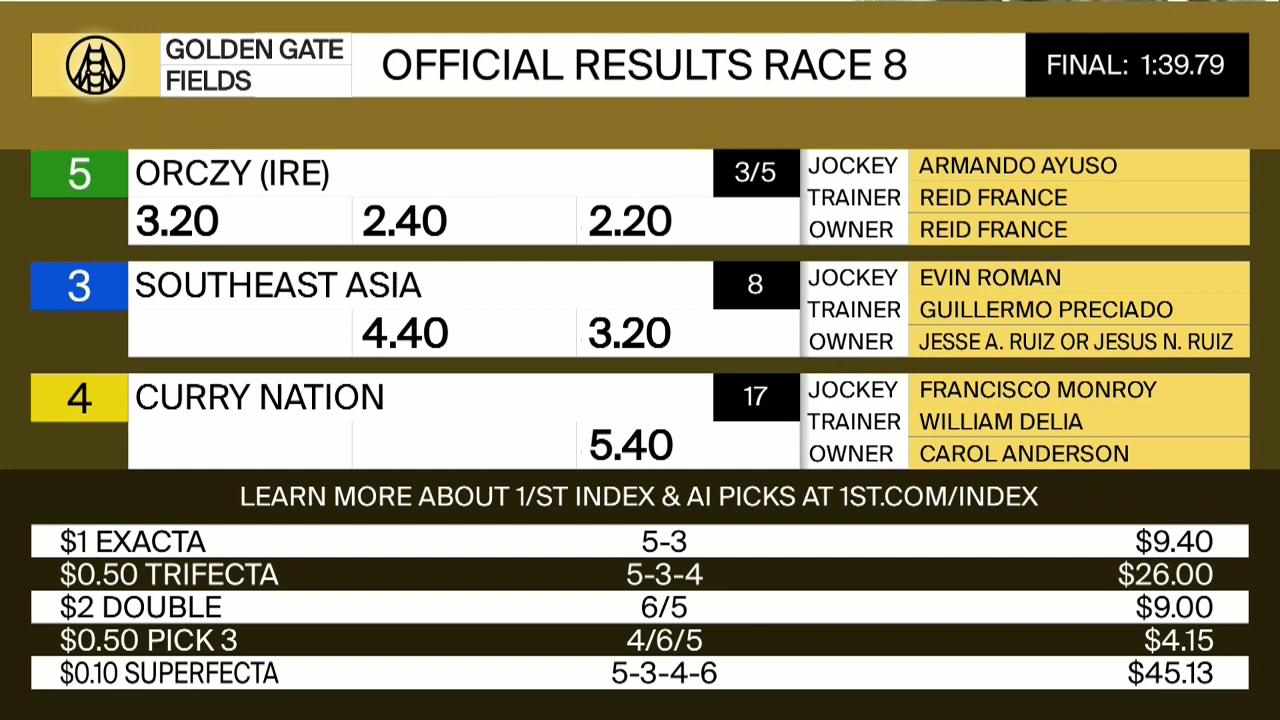 GOLDEN GATE
FIELDS
OFFICIAL RESULTS RACE 8
FINAL: 1:39.79
5 ORCZY (IRE) 3/5
3.20 2.40 2.20
JOCKEY ARMANDO AYUSO
TRAINER REID FRANCE
OWNER REID FRANCE
3 SOUTHEAST ASIA 8
4.40 3.20
JOCKEY EVIN ROMAN
TRAINER GUILLERMO PRECIADO
OWNER JESSE A. RUIZ OR JESUS N. RUIZ
4 CURRY NATION 17
5.40
JOCKEY FRANCISCO MONROY
TRAINER WILLIAM DELIA
OWNER CAROL ANDERSON
LEARN MORE ABOUT 1/ST INDEX & AI PICKS AT 1ST.COM/INDEX
$1 EXACTA 5-3 $9.40
$0.50 TRIFECTA 5-3-4 $26.00
$2 DOUBLE 6/5 $9.00
$0.50 PICK 3 4/6/5 $4.15
$0.10 SUPERFECTA 5-3-4-6 $45.13